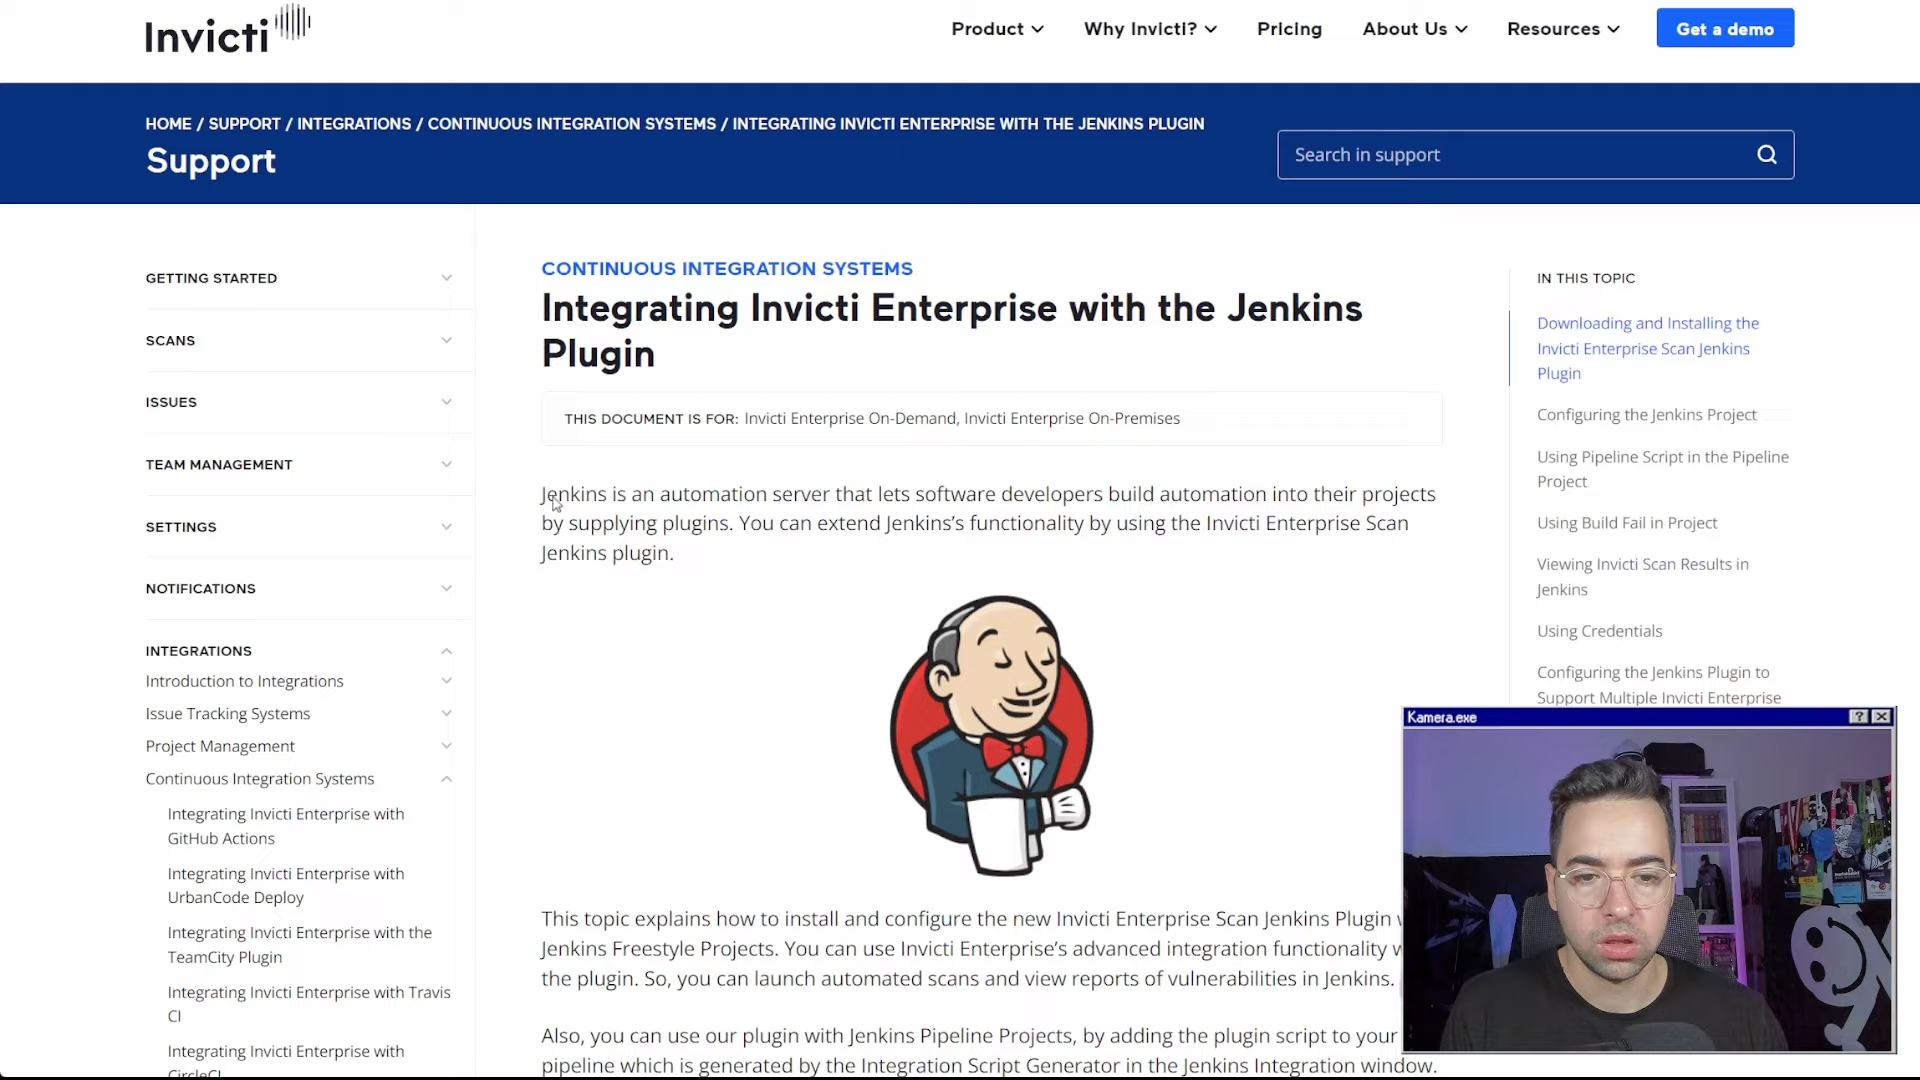 Invicti
Product
Why Invicti?
Pricing
About Us
Resources
Get a demo
HOME / SUPPORT / INTEGRATIONS / CONTINUOUS INTEGRATION SYSTEMS / INTEGRATING INVICTI ENTERPRISE WITH THE JENKINS PLUGIN
Support
Search in support
GETTING STARTED
SCANS
ISSUES
TEAM MANAGEMENT
SETTINGS
NOTIFICATIONS
INTEGRATIONS
Introduction to Integrations
Issue Tracking Systems
Project Management
Continuous Integration Systems
Integrating Invicti Enterprise with
GitHub Actions
Integrating Invicti Enterprise with
UrbanCode Deploy
Integrating Invicti Enterprise with the
TeamCity Plugin
Integrating Invicti Enterprise with Travis
CI
Integrating Invicti Enterprise with
CircleCI
CONTINUOUS INTEGRATION SYSTEMS
Integrating Invicti Enterprise with the Jenkins
Plugin
THIS DOCUMENT IS FOR: Invicti Enterprise On-Demand, Invicti Enterprise On-Premises
Jenkins is an automation server that lets software developers build automation into their projects
by supplying plugins. You can extend Jenkins’s functionality by using the Invicti Enterprise Scan
Jenkins plugin.
This topic explains how to install and configure the new Invicti Enterprise Scan Jenkins Plugin
Jenkins Freestyle Projects. You can use Invicti Enterprise’s advanced integration functionality
the plugin. So, you can launch automated scans and view reports of vulnerabilities in Jenkins.
Also, you can use our plugin with Jenkins Pipeline Projects, by adding the plugin script to your
pipeline which is generated by the Integration Script Generator in the Jenkins Integration window.
IN THIS TOPIC
Downloading and Installing the
Invicti Enterprise Scan Jenkins
Plugin
Configuring the Jenkins Project
Using Pipeline Script in the Pipeline
Project
Using Build Fail in Project
Viewing Invicti Scan Results in
Jenkins
Using Credentials
Configuring the Jenkins Plugin to
Support Multiple Invicti Enterprise
Kamera.exe